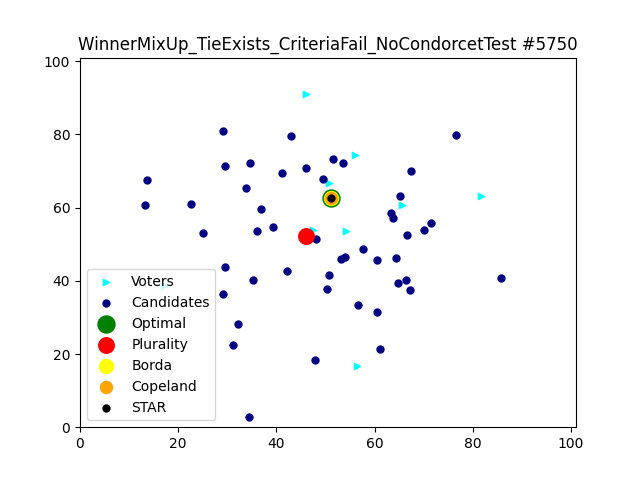 WinnerMixUp_TieExists_CriteriaFail_NoCondorcetTest #5750
100
80
60
40
20
0
Voters
Candidates
Optimal
Plurality
Borda
Copeland
STAR
0 20 40 60 80 100